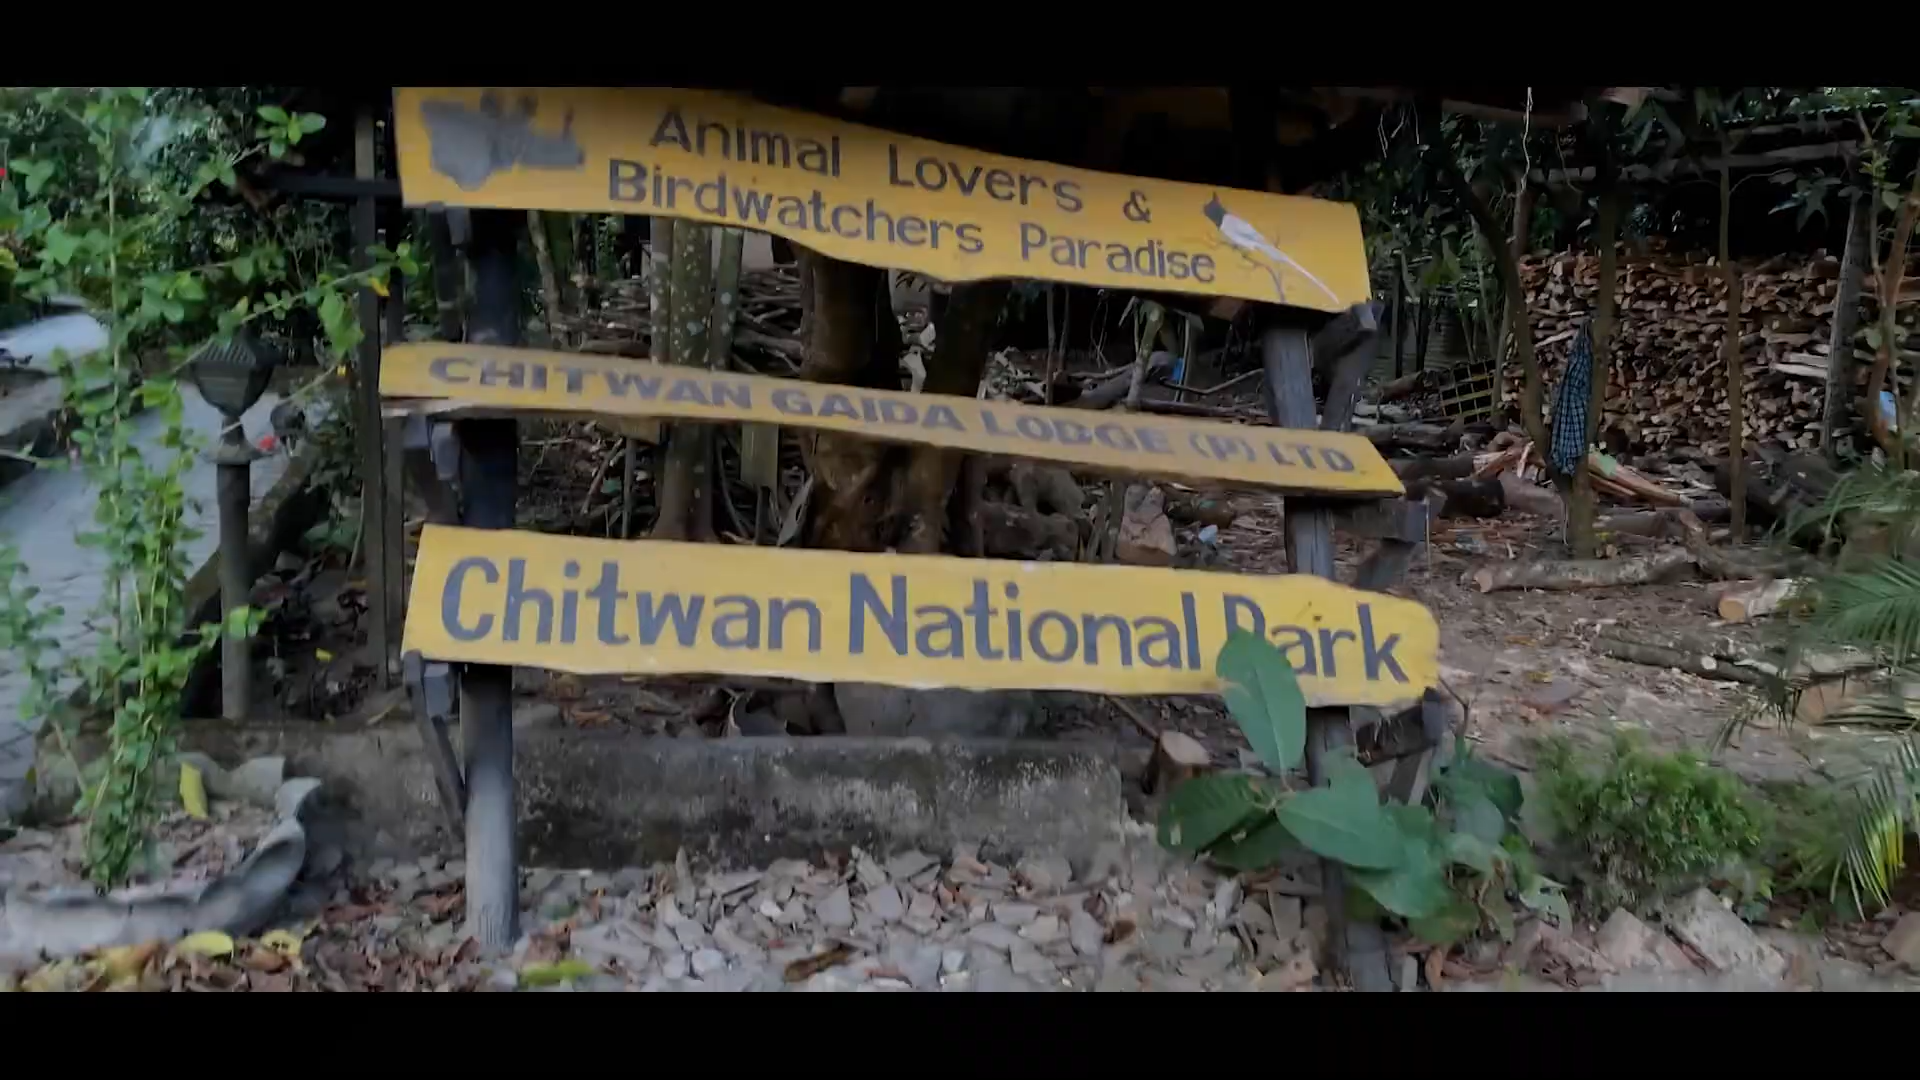 Animal Lovers &
Birdwatchers Paradise
CHITWAN GAIDA LODGE (P) LTD.
Chitwan National Park